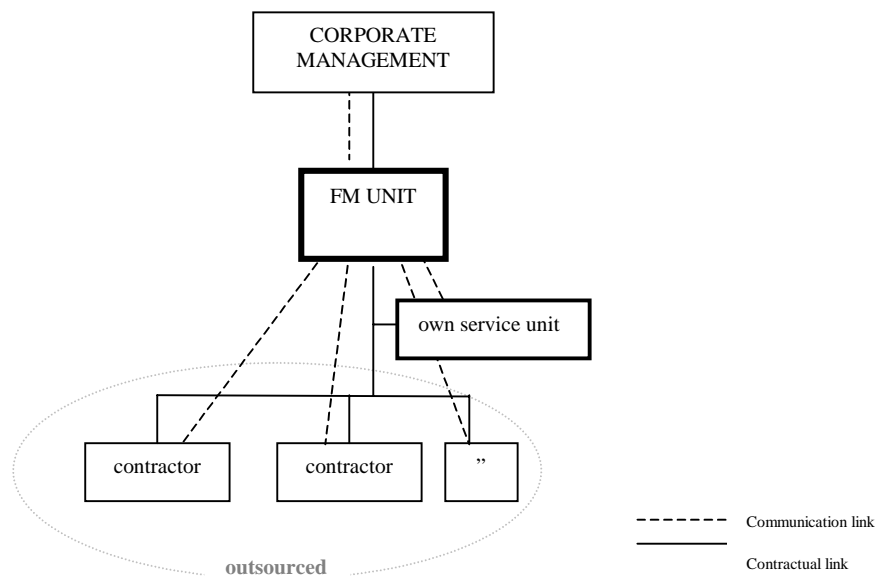 CORPORATE
MANAGEMENT
FM UNIT
own service unit
contractor
contractor
”
outsourced
Communication link
Contractual link